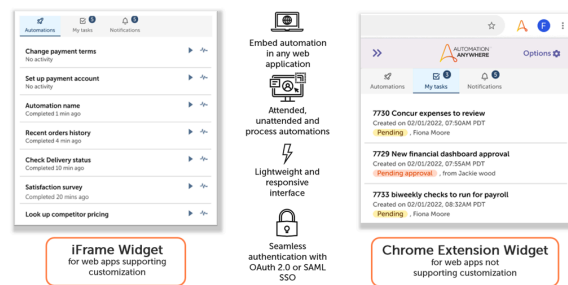 5
5
Automations
My tasks
Notifications
Change payment terms
No activity
Set up payment account
No activity
Automation name
Completed 1 min ago
Recent orders history
Completed 4 min ago
Check Delivery status
Completed 10 min ago
Satisfaction survey
Completed 20 mins ago
Look up competitor pricing
iFrame Widget
for web apps supporting
customization
Embed automation
in any web
application
Attended,
unattended and
process automations
Lightweight and
responsive
interface
Seamless
authentication with
OAuth 2.0 or SAML
SSO
F
AUTOMATION
ANYWHERE
Options
3
5
Automations
My tasks
Notifications
7730 Concur expenses to review
Created on 02/01/2022, 07:50AM PDT
Pending , Fiona Moore
7729 New financial dashboard approval
Created on 02/01/2022, 07:55AM PDT
Pending approval , from Jackie wood
7733 biweekly checks to run for payroll
Created on 02/01/2022, 08:32AM PDT
Pending , Fiona Moore
Chrome Extension Widget
for web apps not
supporting customization